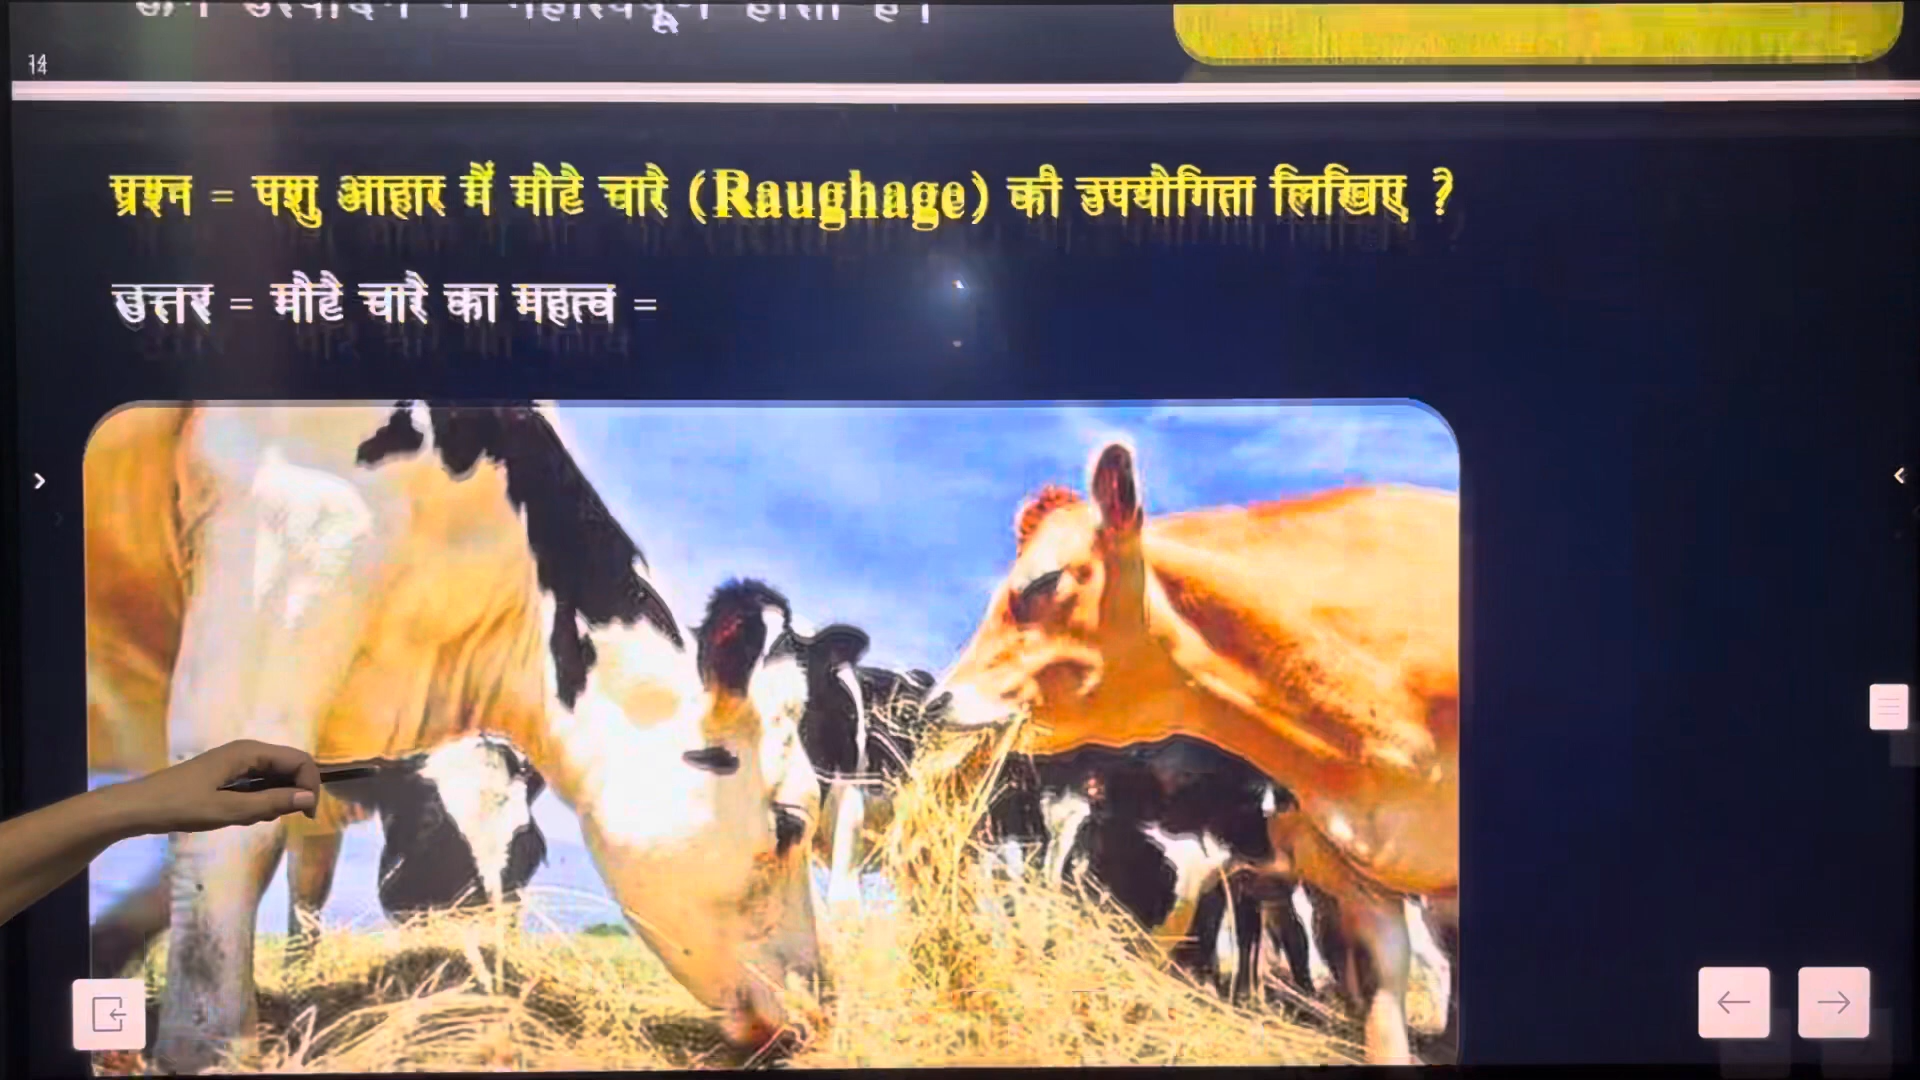 14
प्रश्न = पशु आहार में मोटे चारे (Raughage) की उपयोगिता लिखिए ?
उत्तर = मोटे चारे का महत्व =